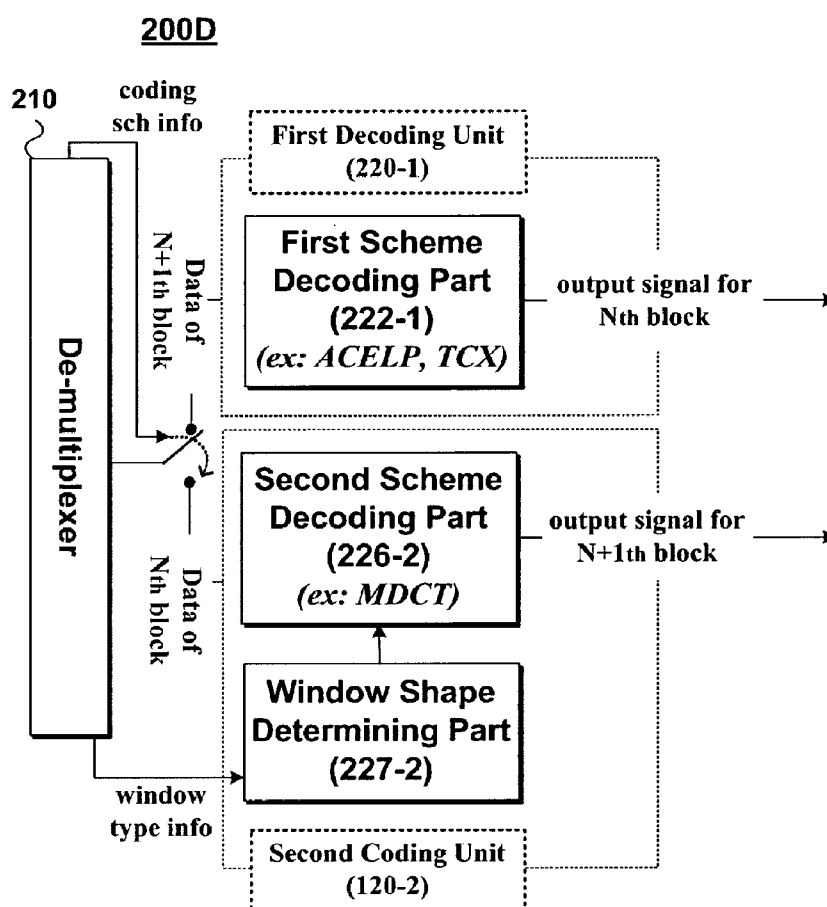 200D
210
coding
sch info
First Decoding Unit
(220-1)
De-multiplexer
Data of
N+1th block
First Scheme
Decoding Part
(222-1)
(ex: ACELP, TCX)
output signal for
Nth block
Data of
Nth block
Second Scheme
Decoding Part
(226-2)
(ex: MDCT)
output signal for
N+1th block
Window Shape
Determining Part
(227-2)
window
type info
Second Coding Unit
(120-2)